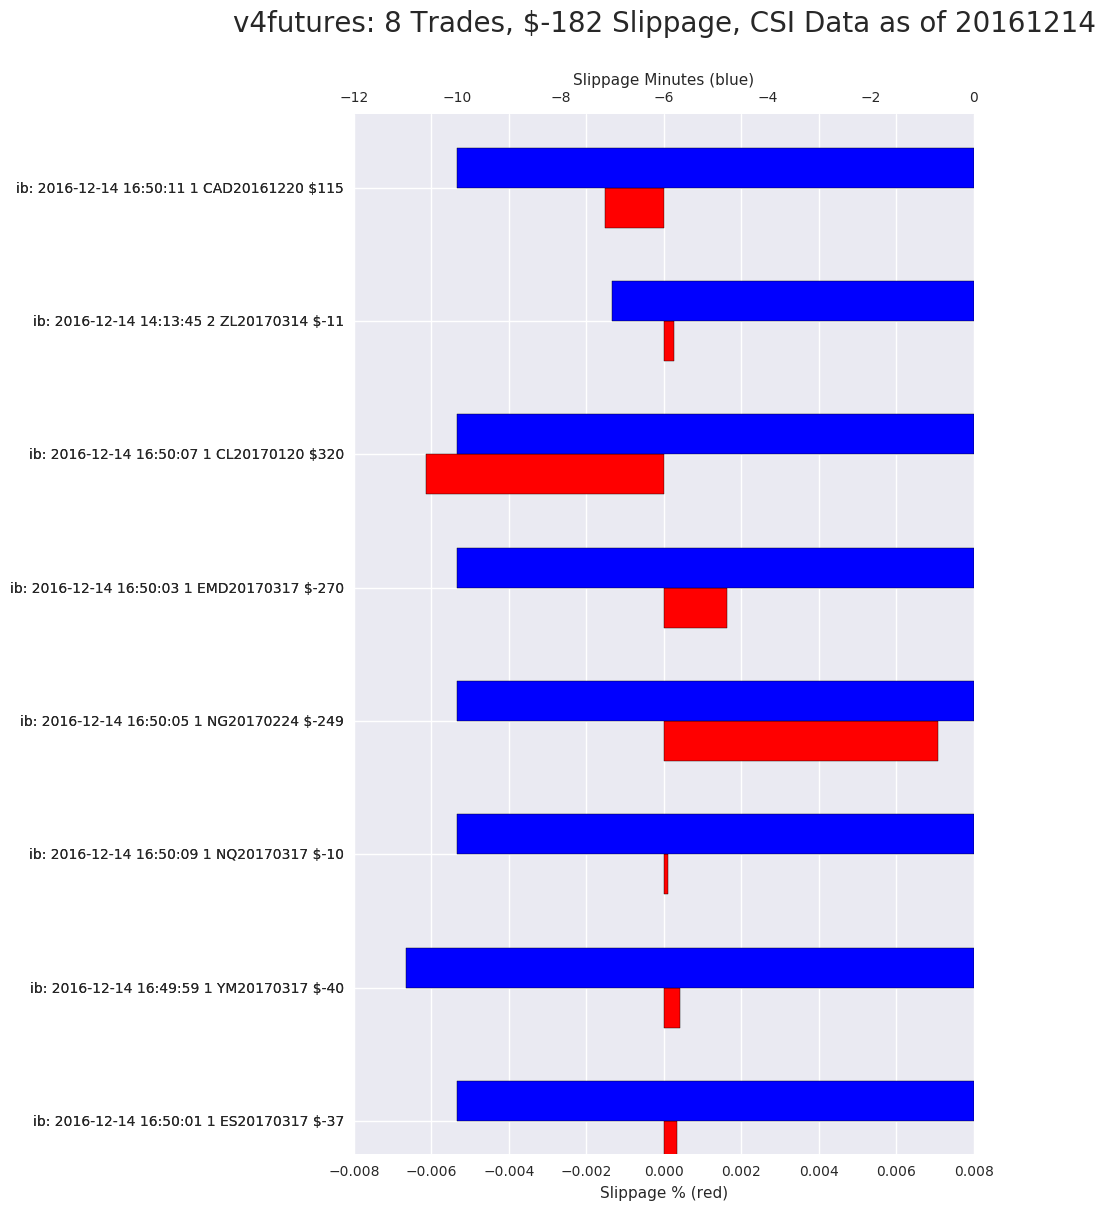 v4futures: 8 Trades, $-182 Slippage, CSI Data as of 20161214
Slippage Minutes (blue)
−12 −10 −8 −6 −4 −2 0
ib: 2016-12-14 16:50:11 1 CAD20161220 $115
ib: 2016-12-14 14:13:45 2 ZL20170314 $-11
ib: 2016-12-14 16:50:07 1 CL20170120 $320
ib: 2016-12-14 16:50:03 1 EMD20170317 $-270
ib: 2016-12-14 16:50:05 1 NG20170224 $-249
ib: 2016-12-14 16:50:09 1 NQ20170317 $-10
ib: 2016-12-14 16:49:59 1 YM20170317 $-40
ib: 2016-12-14 16:50:01 1 ES20170317 $-37
−0.008 −0.006 −0.004 −0.002 0.000 0.002 0.004 0.006 0.008
Slippage % (red)